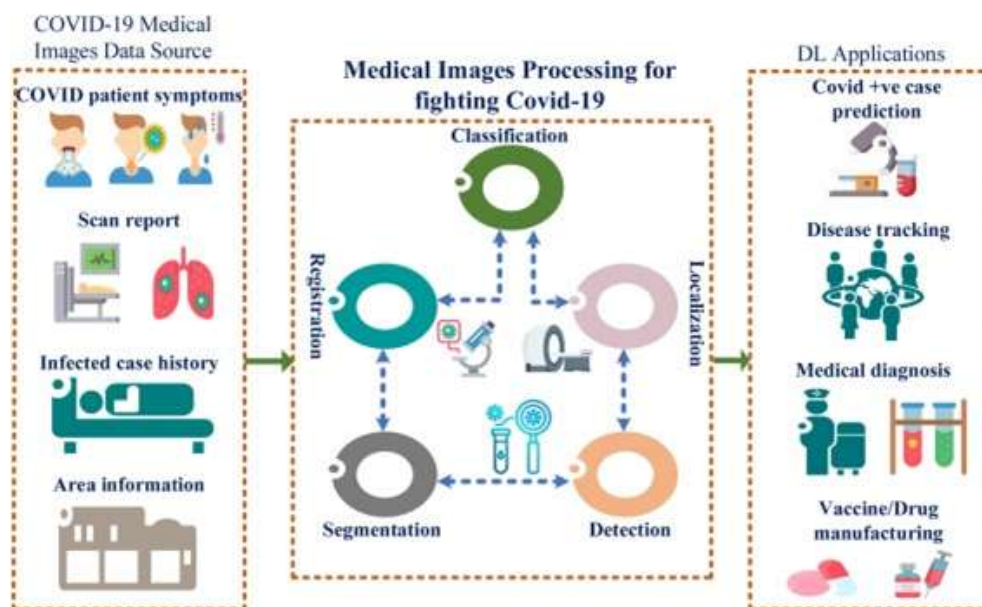 COVID-19 Medical
Images Data Source
COVID patient symptoms
Scan report
Infected case history
Area information
Medical Images Processing for
fighting Covid-19
Classification
Registration
Localization
Segmentation
Detection
DL Applications
Covid +ve case
prediction
Disease tracking
Medical diagnosis
Vaccine/Drug
manufacturing